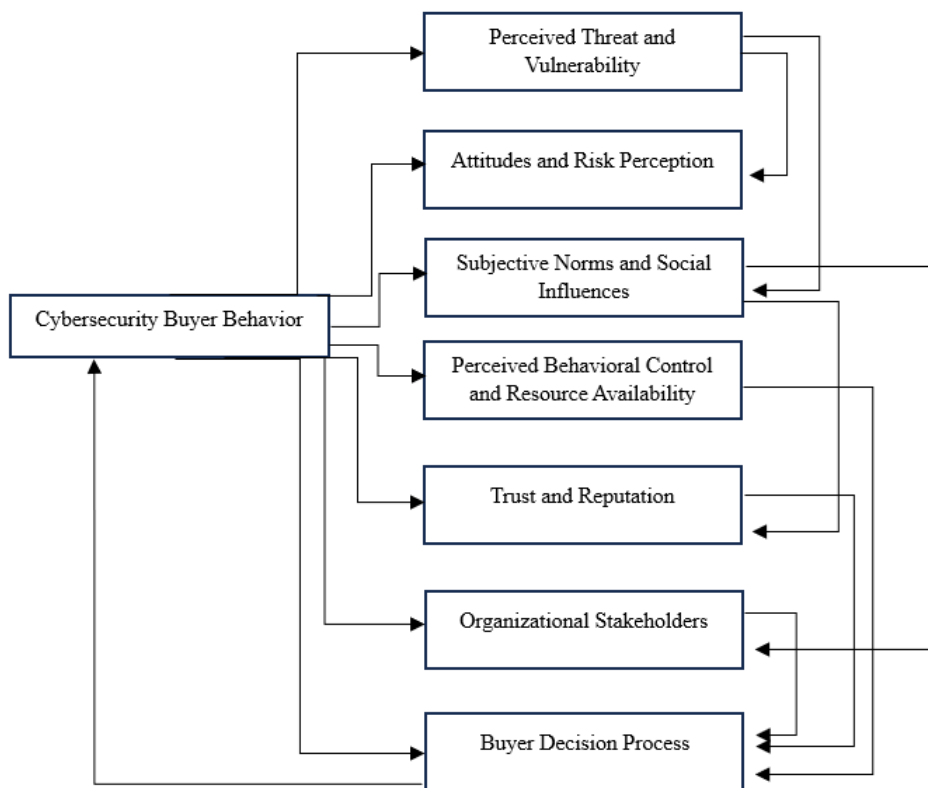 Perceived Threat and
Vulnerability
Attitudes and Risk Perception
Subjective Norms and Social
Influences
Cybersecurity Buyer Behavior
Perceived Behavioral Control
and Resource Availability
Trust and Reputation
Organizational Stakeholders
Buyer Decision Process